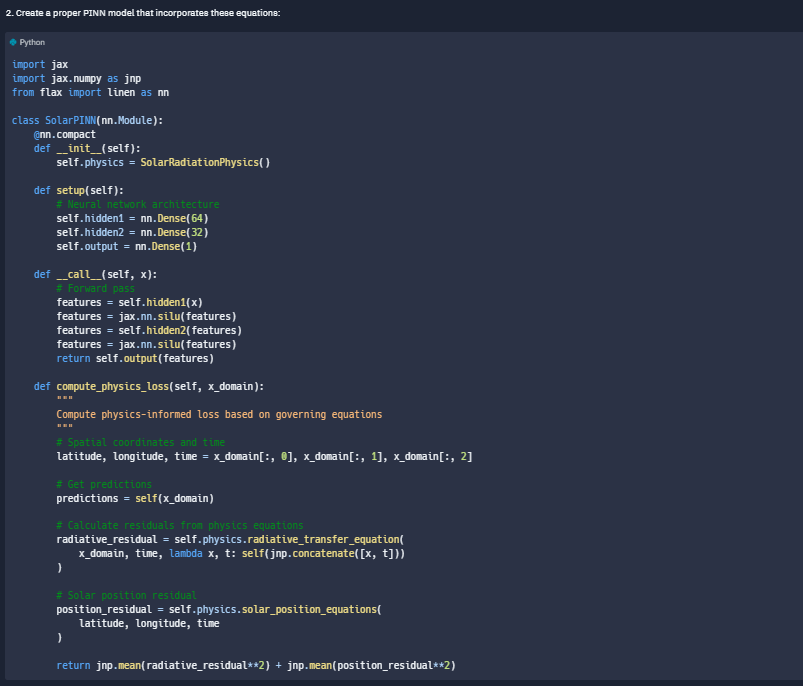 2. Create a proper PINN model that incorporates these equations:
Python
import jax
import jax.numpy as jnp
from flax import linen as nn
class SolarPINN(nn.Module):
@nn.compact
def __init__(self):
self.physics = SolarRadiationPhysics()
def setup(self):
# Neural network architecture
self.hidden1 = nn.Dense(64)
self.hidden2 = nn.Dense(32)
self.output = nn.Dense(1)
def __call__(self, x):
# Forward pass
features = self.hidden1(x)
features = jax.nn.silu(features)
features = self.hidden2(features)
features = jax.nn.silu(features)
return self.output(features)
def compute_physics_loss(self, x_domain):
"""
Compute physics-informed loss based on governing equations
"""
# Spatial coordinates and time
latitude, longitude, time = x_domain[:, 0], x_domain[:, 1], x_domain[:, 2]
# Get predictions
predictions = self(x_domain)
# Calculate residuals from physics equations
radiative_residual = self.physics.radiative_transfer_equation(
x_domain, time, lambda x, t: self(jnp.concatenate([x, t]))
)
# Solar position residual
position_residual = self.physics.solar_position_equations(
latitude, longitude, time
)
return jnp.mean(radiative_residual**2) + jnp.mean(position_residual**2)